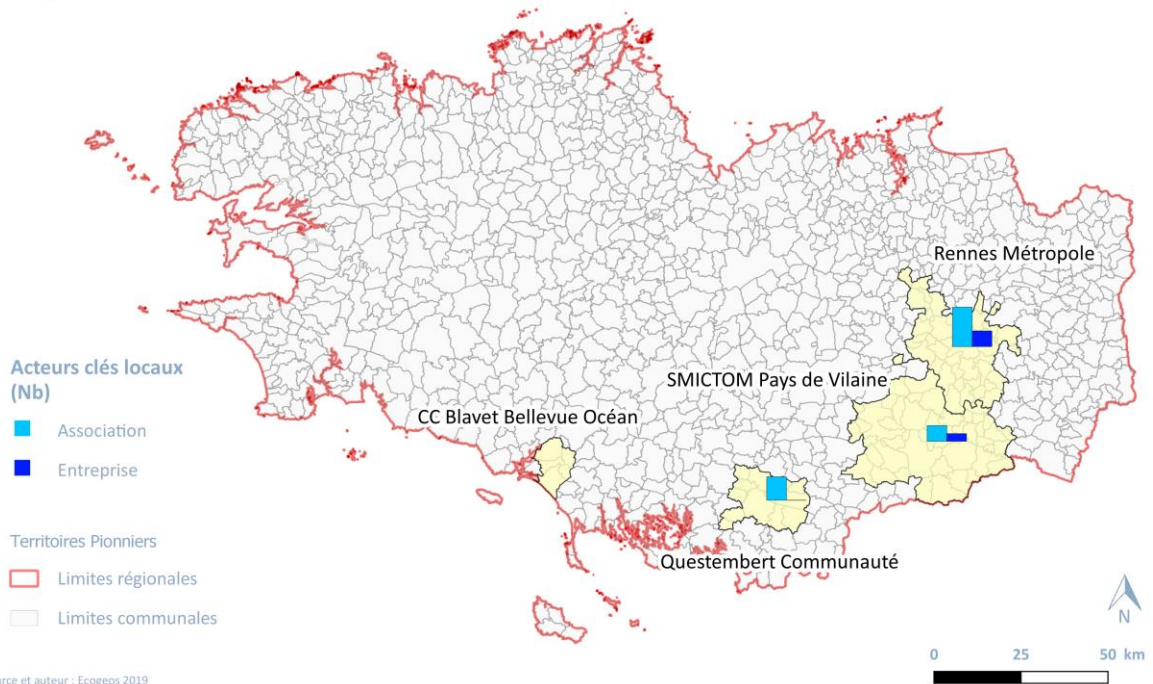 Rennes Métropole
SMICTOM Pays de Vilaine
CC Blavet Bellevue Océan
Questembert Communauté
Acteurs clés locaux
(Nb)
Association
Entreprise
Territoires Pionniers
Limites régionales
Limites communales
et auteur : Ecogeos 2019
N
0 25 50 km